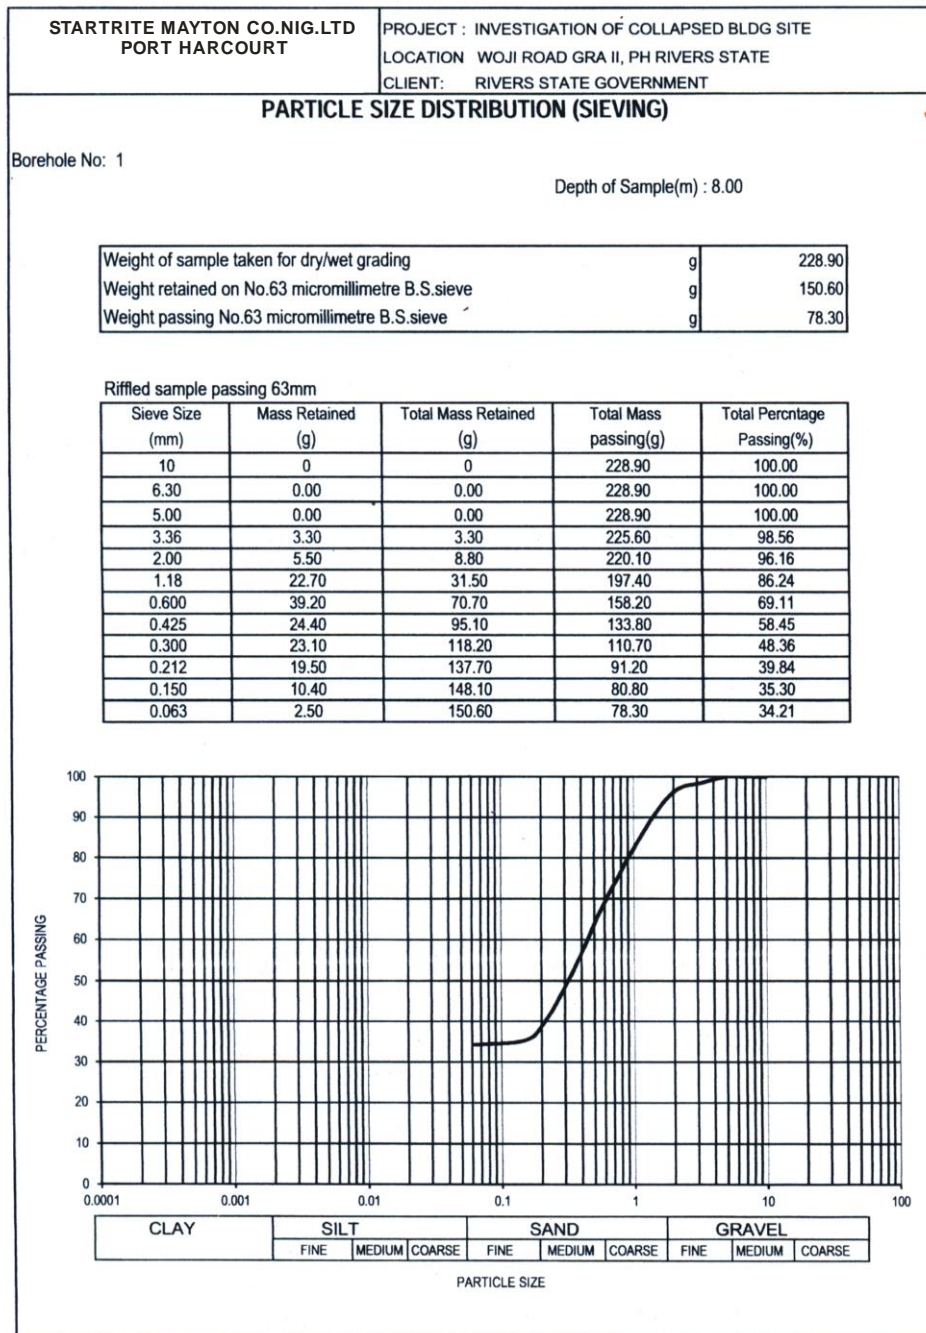 STARTRITE MAYTON CO.NIG.LTD
PORT HARCOURT
PROJECT : INVESTIGATION OF COLLAPSED BLDG SITE
LOCATION WOJI ROAD GRA II, PH RIVERS STATE
CLIENT: RIVERS STATE GOVERNMENT
PARTICLE SIZE DISTRIBUTION (SIEVING)
Borehole No: 1
Depth of Sample(m) : 8.00
Weight of sample taken for dry/wet grading g 228.90
Weight retained on No.63 micromillimetre B.S.sieve g 150.60
Weight passing No.63 micromillimetre B.S.sieve g 78.30
Riffled sample passing 63mm
Sieve Size Mass Retained Total Mass Retained Total Mass Total Percntage
(mm) (g) (g) passing(g) Passing(%)
10 0 0 228.90 100.00
6.30 0.00 0.00 228.90 100.00
5.00 0.00 0.00 228.90 100.00
3.36 3.30 3.30 225.60 98.56
2.00 5.50 8.80 220.10 96.16
1.18 22.70 31.50 197.40 86.24
0.600 39.20 70.70 158.20 69.11
0.425 24.40 95.10 133.80 58.45
0.300 23.10 118.20 110.70 48.36
0.212 19.50 137.70 91.20 39.84
0.150 10.40 148.10 80.80 35.30
0.063 2.50 150.60 78.30 34.21
PERCENTAGE PASSING
100
90
80
70
60
50
40
30
20
10
0
0.0001 0.001 0.01 0.1 1 10 100
CLAY SILT SAND GRAVEL
FINE MEDIUM COARSE FINE MEDIUM COARSE FINE MEDIUM COARSE
PARTICLE SIZE